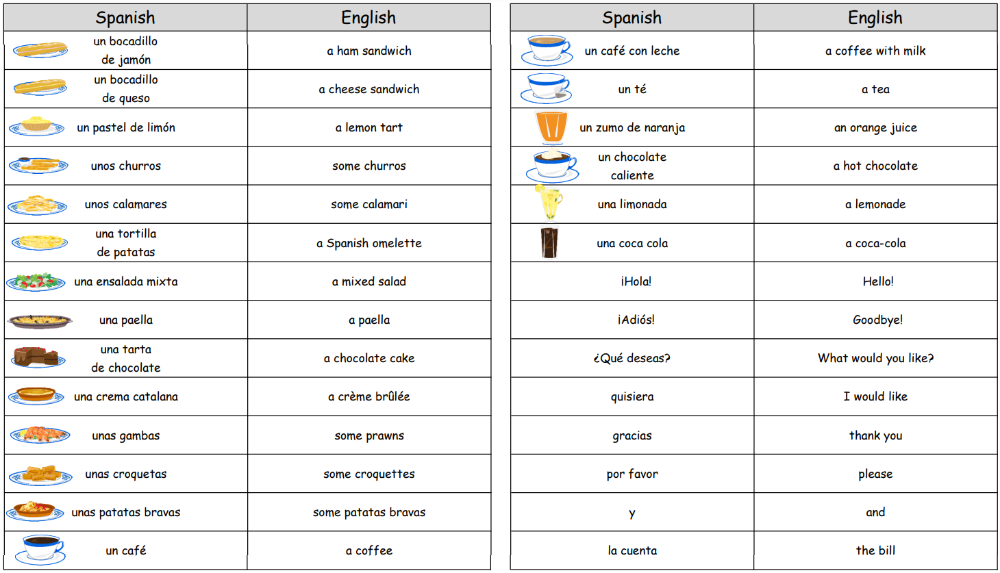 Spanish English
un bocadillo
de jamón
a ham sandwich
un bocadillo
de queso
a cheese sandwich
un pastel de limón a lemon tart
unos churros some churros
unos calamares some calamari
una tortilla
de patatas
a Spanish omelette
una ensalada mixta a mixed salad
una paella a paella
una tarta
de chocolate
a chocolate cake
una crema catalana a crème brûlée
unas gambas some prawns
unas croquetas some croquettes
unas patatas bravas some patatas bravas
un café a coffee
Spanish English
un café con leche a coffee with milk
un té a tea
un zumo de naranja an orange juice
un chocolate
caliente
a hot chocolate
una limonada a lemonade
una coca cola a coca-cola
¡Hola! Hello!
¡Adiós! Goodbye!
¿Qué deseas? What would you like?
quisiera I would like
gracias thank you
por favor please
y and
la cuenta the bill